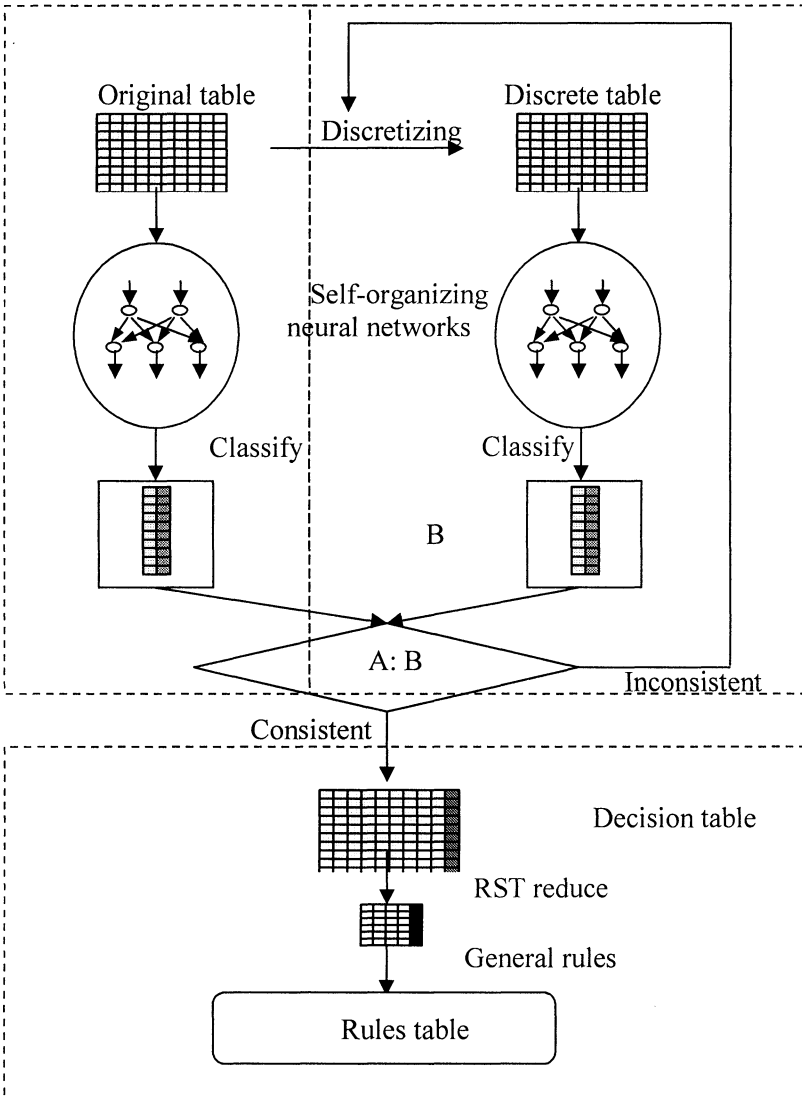 Original table
Discrete table
Discretizing
Self-organizing
neural networks
Classify
Classify
B
A: B
Inconsistent
Consistent
Decision table
RST reduce
General rules
Rules table